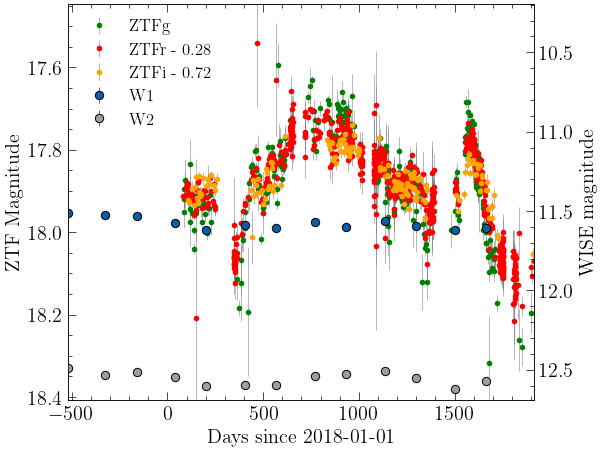 ZTFg
ZTFr - 0.28
ZTFi - 0.72
W1
W2
17.6
17.8
18.0
18.2
18.4
ZTF Magnitude
10.5
11.0
11.5
12.0
12.5
WISE magnitude
−500 0 500 1000 1500
Days since 2018-01-01